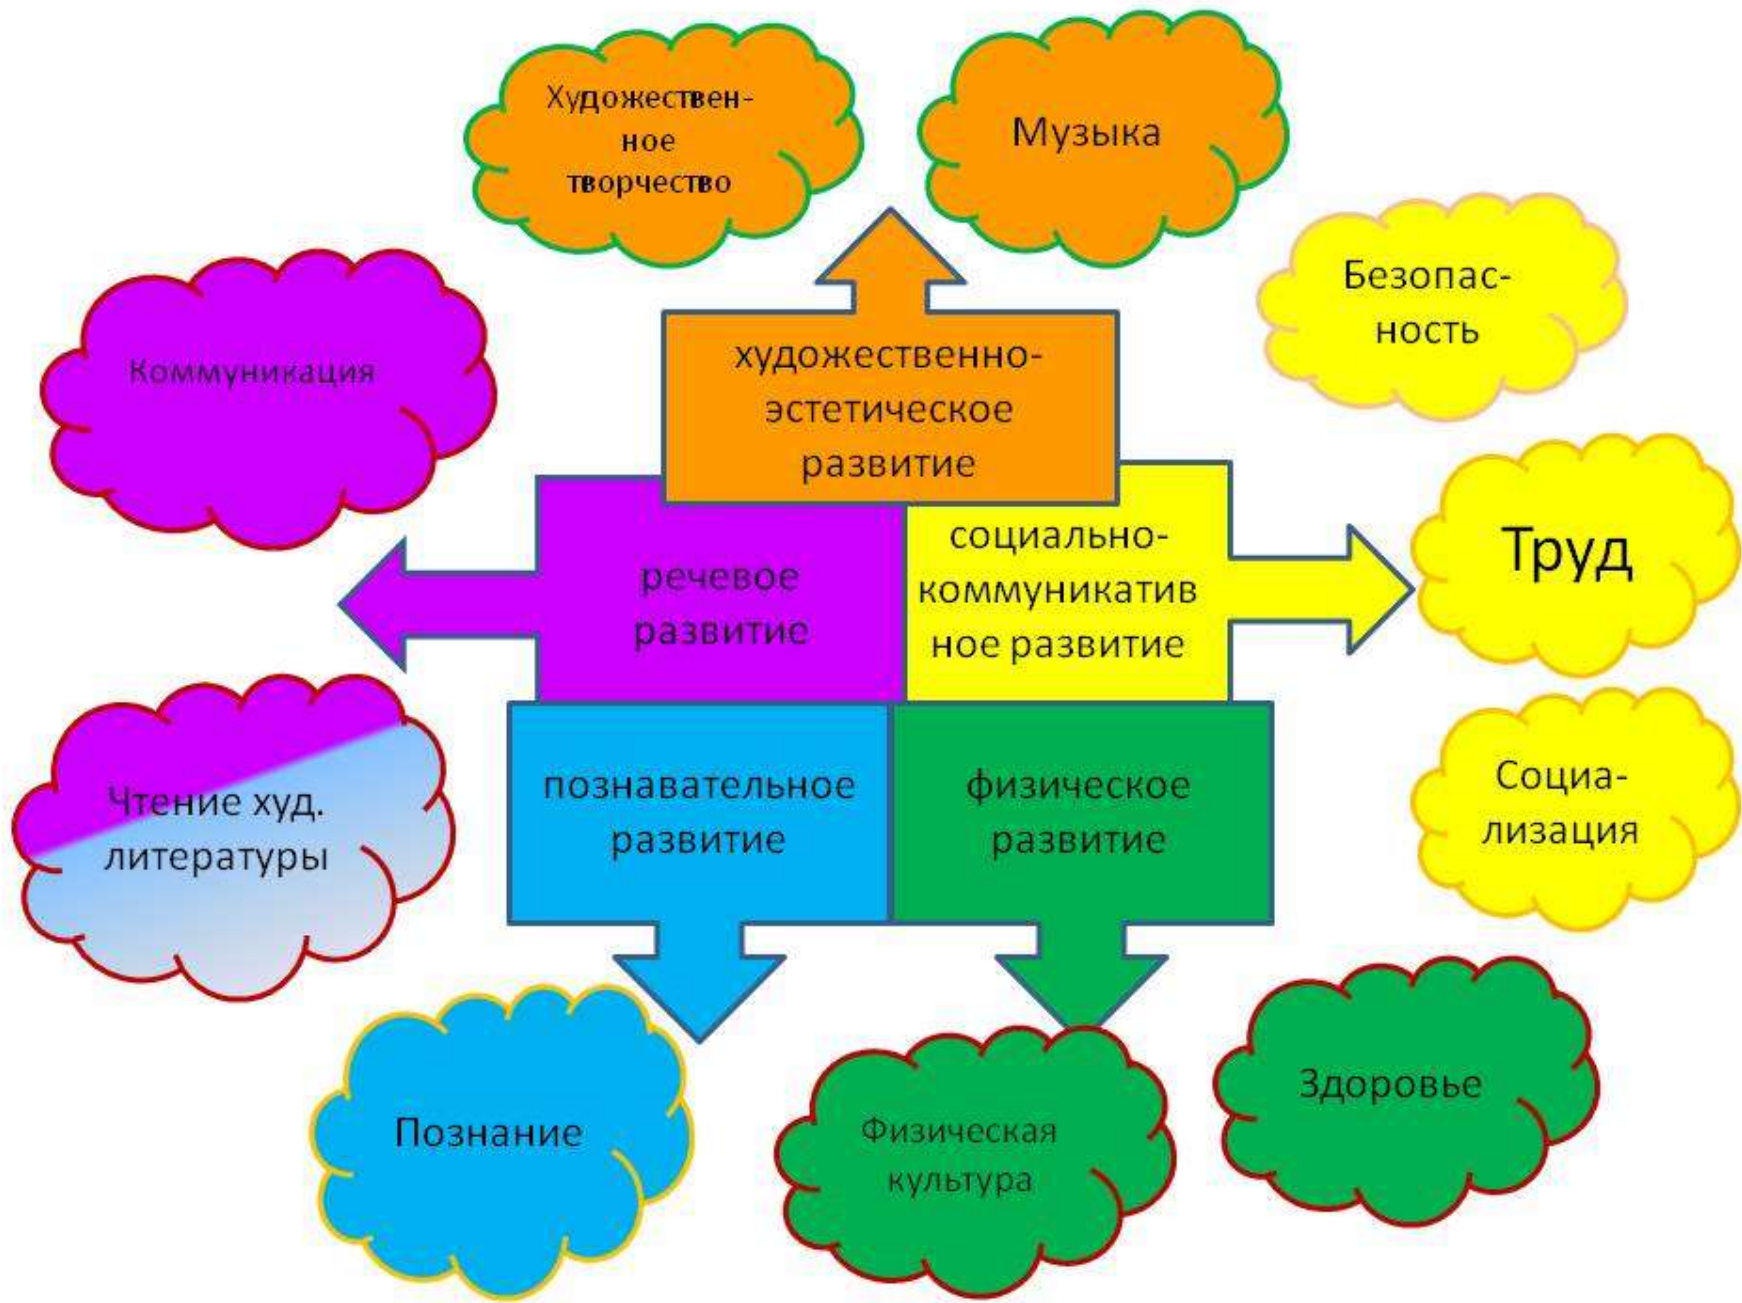 Художествен-
ное
творчество
Музыка
Безопас-
ность
Коммуникация
художественно-
эстетическое
развитие
Труд
речевое
развитие
социально-
коммуникатив
ное развитие
Чтение худ.
литературы
познавательное
развитие
физическое
развитие
Социа-
лизация
Познание
Физическая
культура
Здоровье